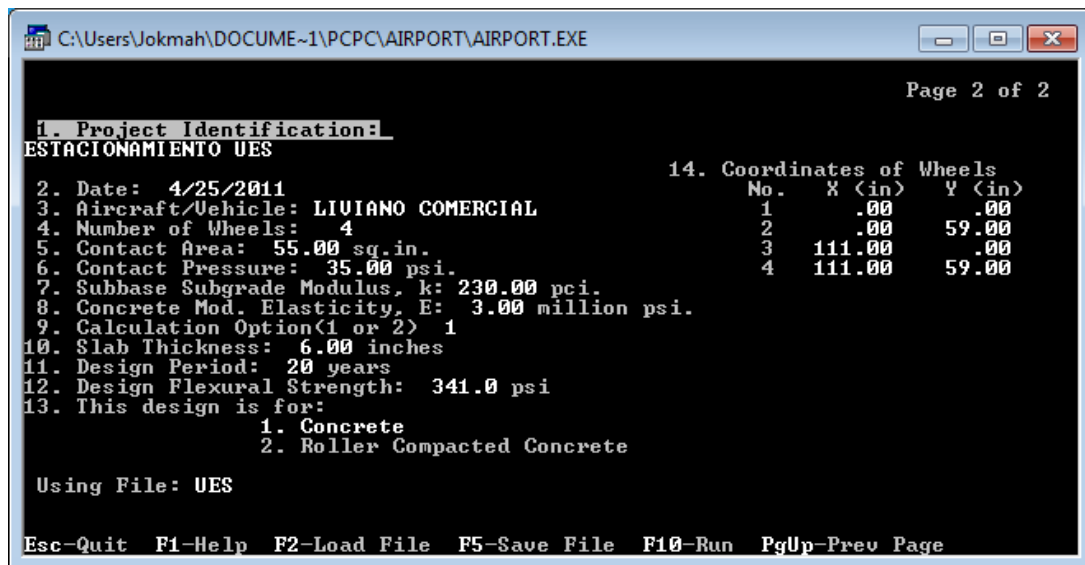 C:\Users\Jokmah\DOCUME~1\PCPC\AIRPORT\AIRPORT.EXE
Page 2 of 2
1. Project Identification:_
ESTACIONAMIENTO UES
14. Coordinates of Wheels
2. Date: 4/25/2011 No. X (in) Y (in)
3. Aircraft/Vehicle: LIVIANO COMERCIAL 1 .00 .00
4. Number of Wheels: 4 2 .00 59.00
5. Contact Area: 55.00 sq.in. 3 111.00 .00
6. Contact Pressure: 35.00 psi. 4 111.00 59.00
7. Subbase Subgrade Modulus, k: 230.00 pci.
8. Concrete Mod. Elasticity, E: 3.00 million psi.
9. Calculation Option(1 or 2) 1
10. Slab Thickness: 6.00 inches
11. Design Period: 20 years
12. Design Flexural Strength: 341.0 psi
13. This design is for:
1. Concrete
2. Roller Compacted Concrete
Using File: UES
Esc-Quit F1-Help F2-Load File F5-Save File F10-Run PgUp-Prev Page